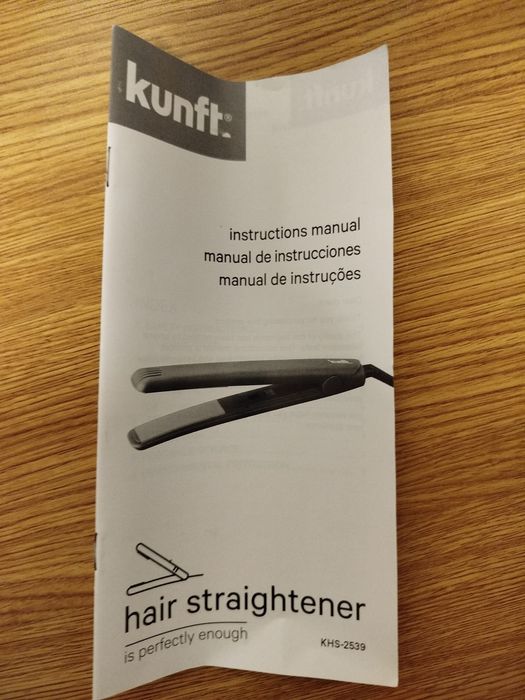 kunft®
instructions manual
manual de instrucciones
manual de instruções
kunft
hair straightener
is perfectly enough
KHS-2539